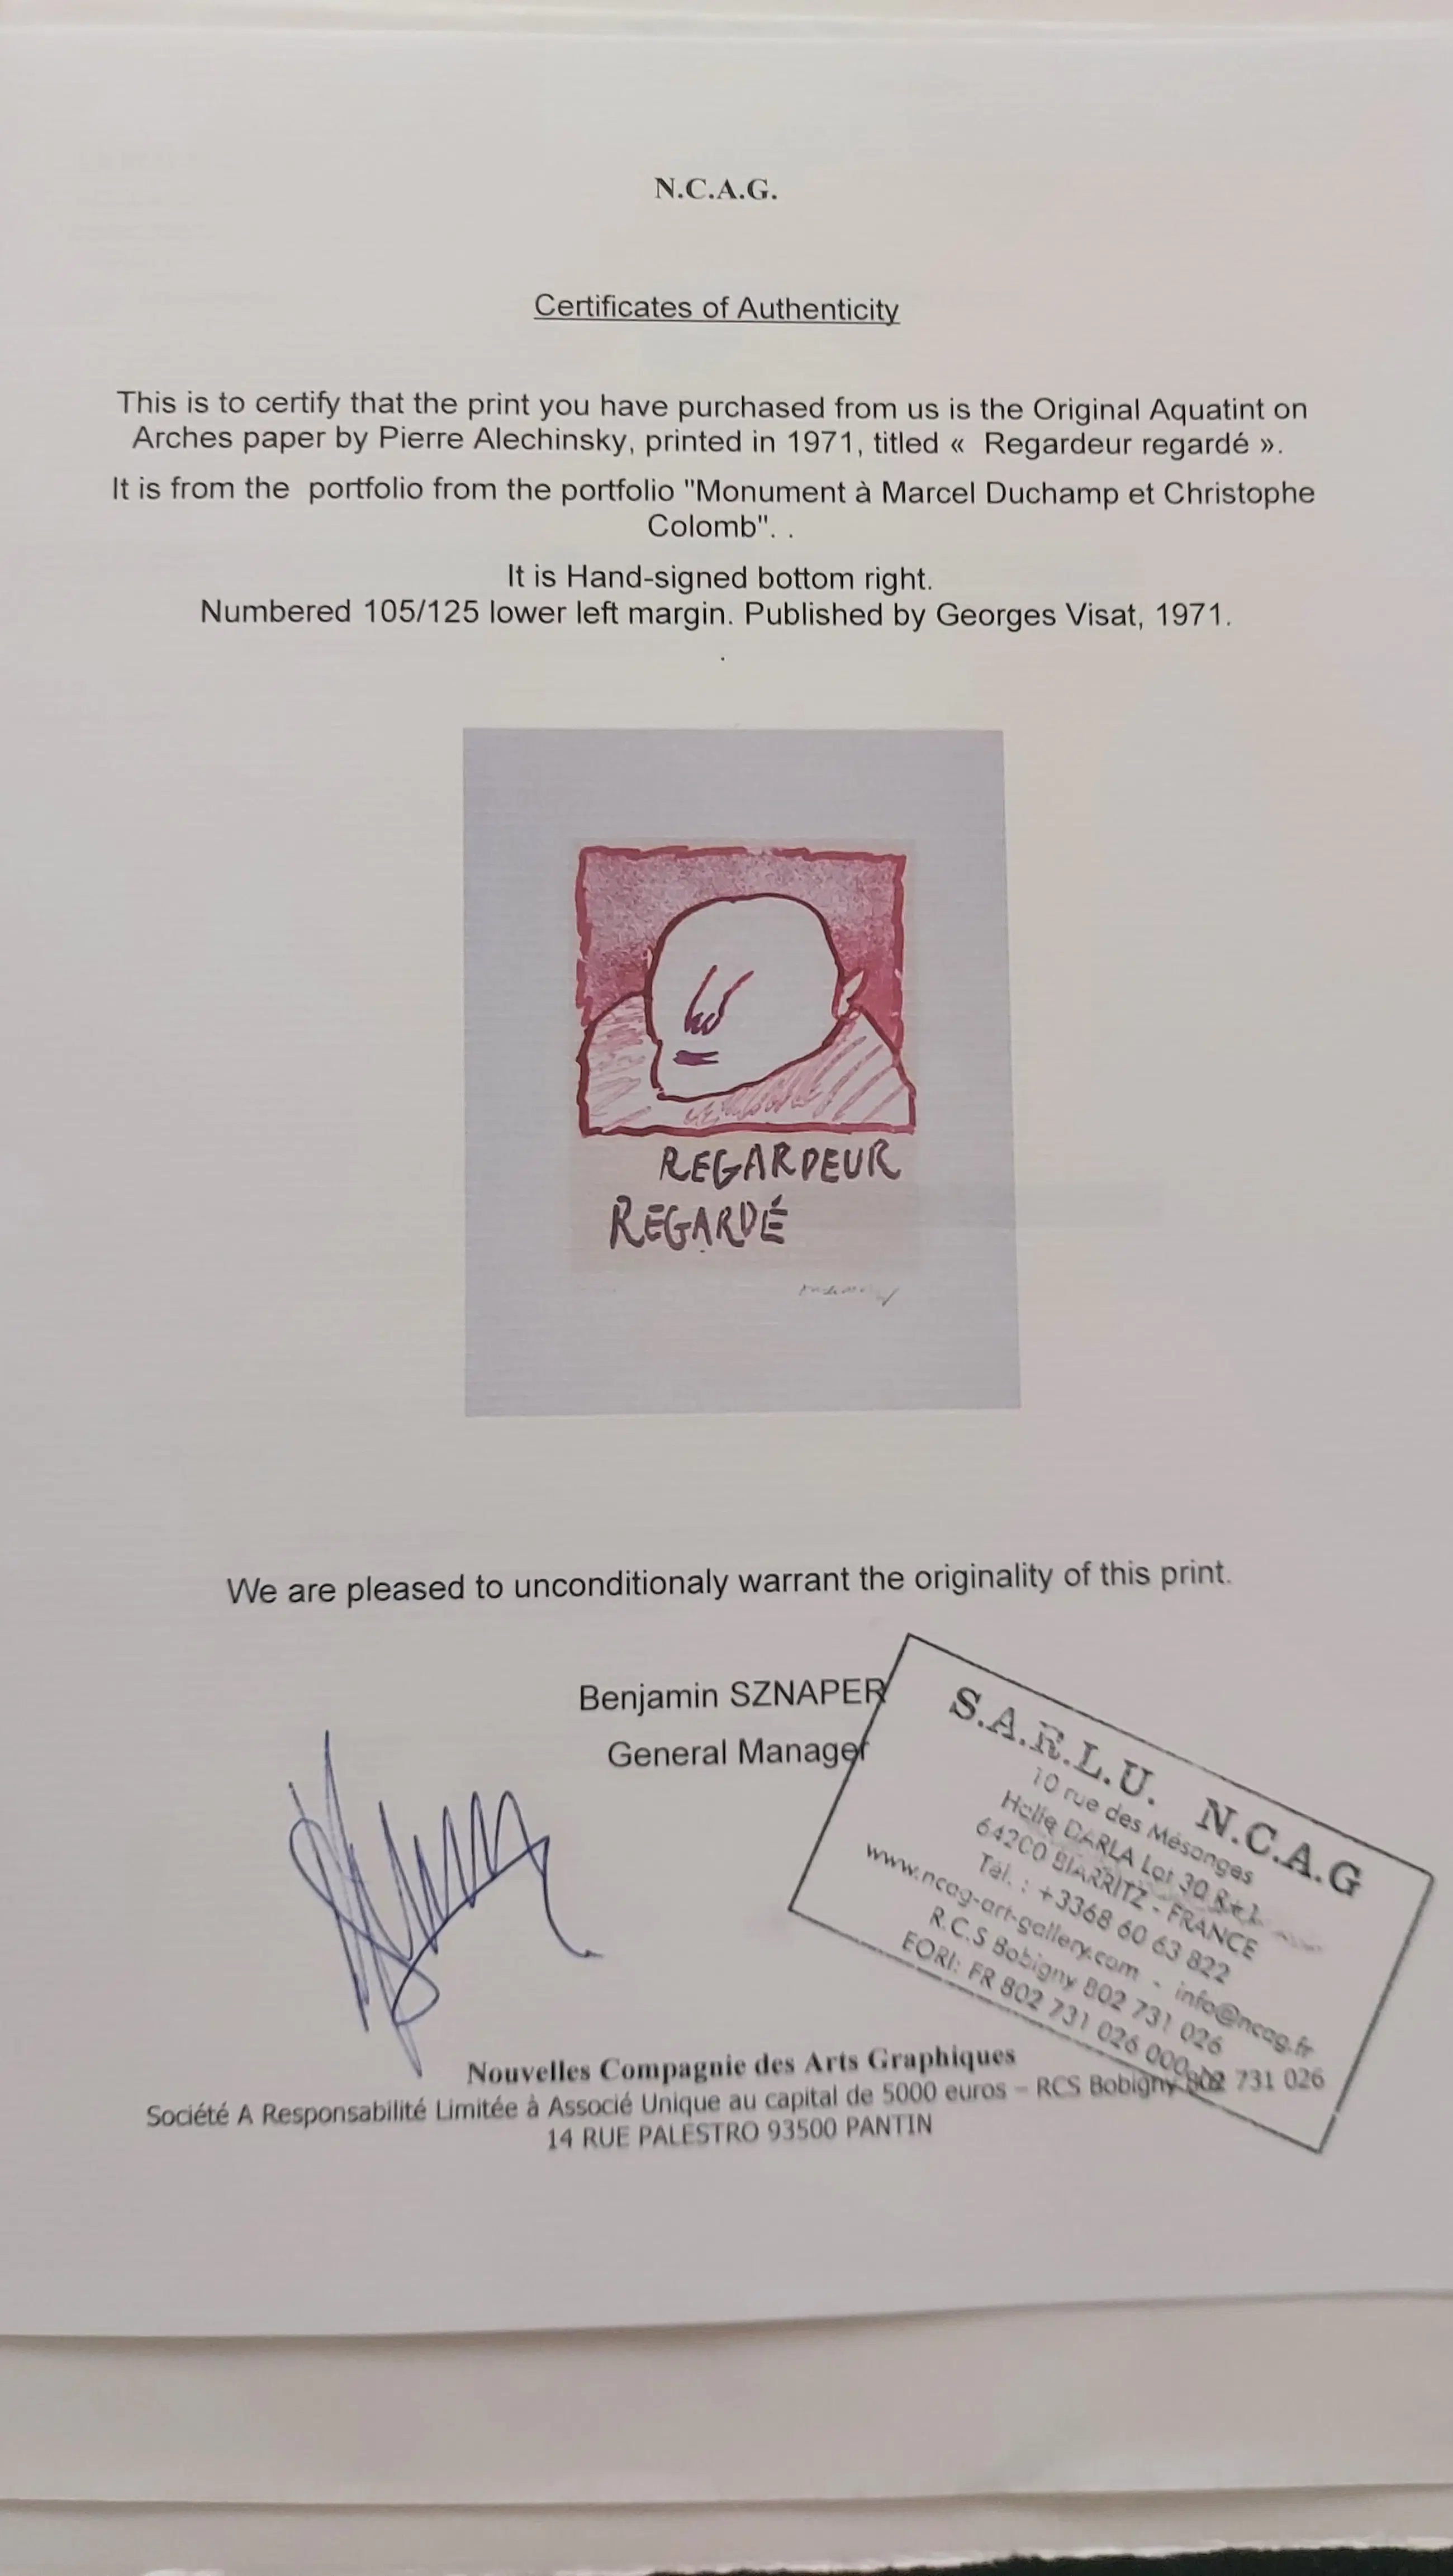 N.C.A.G.
Certificates of Authenticity
This is to certify that the print you have purchased from us is the Original Aquatint on
Arches paper by Pierre Alechinsky, printed in 1971, titled «  Regardeur regardé ».
It is from the  portfolio from the portfolio "Monument à Marcel Duchamp et Christophe
Colomb". .
It is Hand-signed bottom right.
Numbered 105/125 lower left margin. Published by Georges Visat, 1971.
.
REGARDEUR
REGARDÉ
We are pleased to unconditionaly warrant the originality of this print.
Benjamin SZNAPER
General Manager
S.A.R.L.U. N.C.A.G
10 rue des Mésanges
Halle DARLA Lot 30
64200 BIARRITZ - FRANCE
Tél. : +3368 60 63 822
www.ncag-art-gallery.com - info@ncag.fr
R.C.S Bobigny 802 731 026
EORI: FR 802 731 026 000
Nouvelles Compagnie des Arts Graphiques
Société A Responsabilité Limitée à Associé Unique au capital de 5000 euros – RCS Bobigny 802 731 026
14 RUE PALESTRO 93500 PANTIN